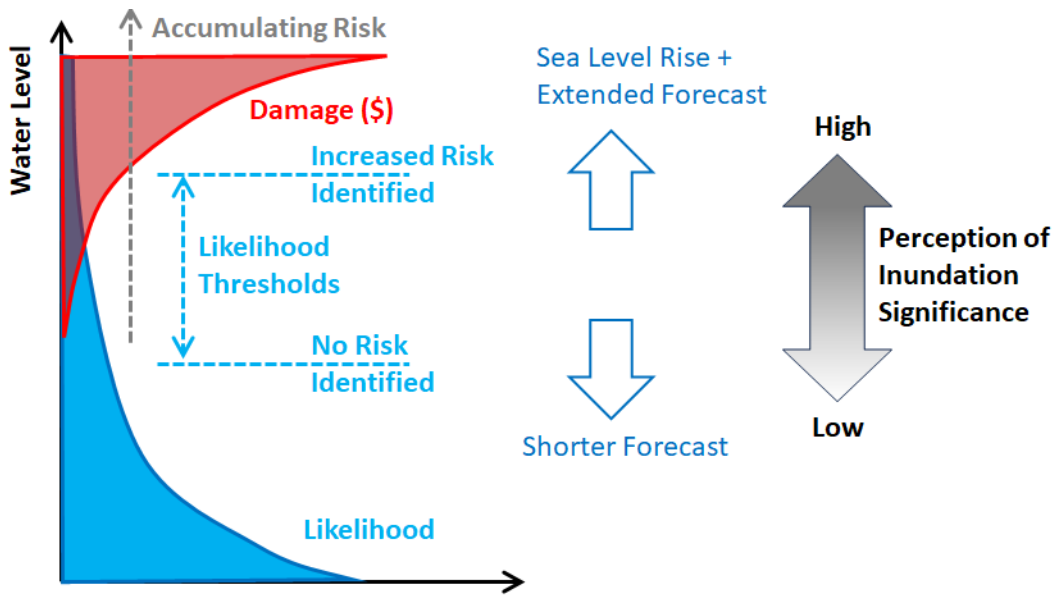 Water Level
Accumulating Risk
Damage ($)
Increased Risk
Identified
Likelihood
Thresholds
No Risk
Identified
Likelihood
Sea Level Rise +
Extended Forecast
Shorter Forecast
High
Perception of
Inundation
Significance
Low